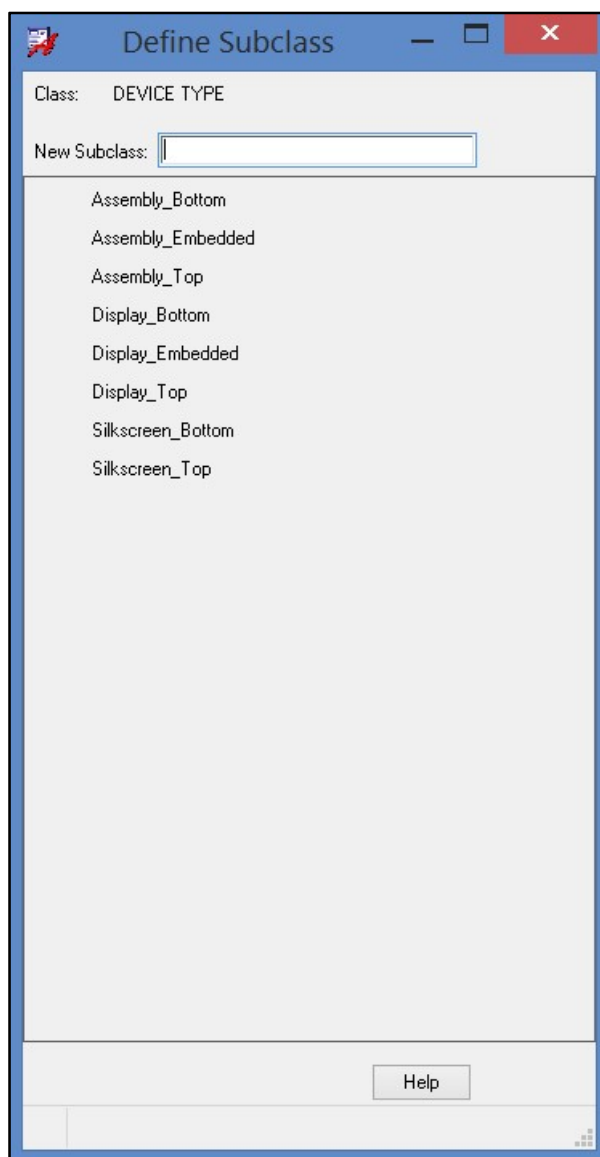 Define Subclass
Class: DEVICE TYPE
New Subclass:
Assembly_Bottom
Assembly_Embedded
Assembly_Top
Display_Bottom
Display_Embedded
Display_Top
Silkscreen_Bottom
Silkscreen_Top
Help